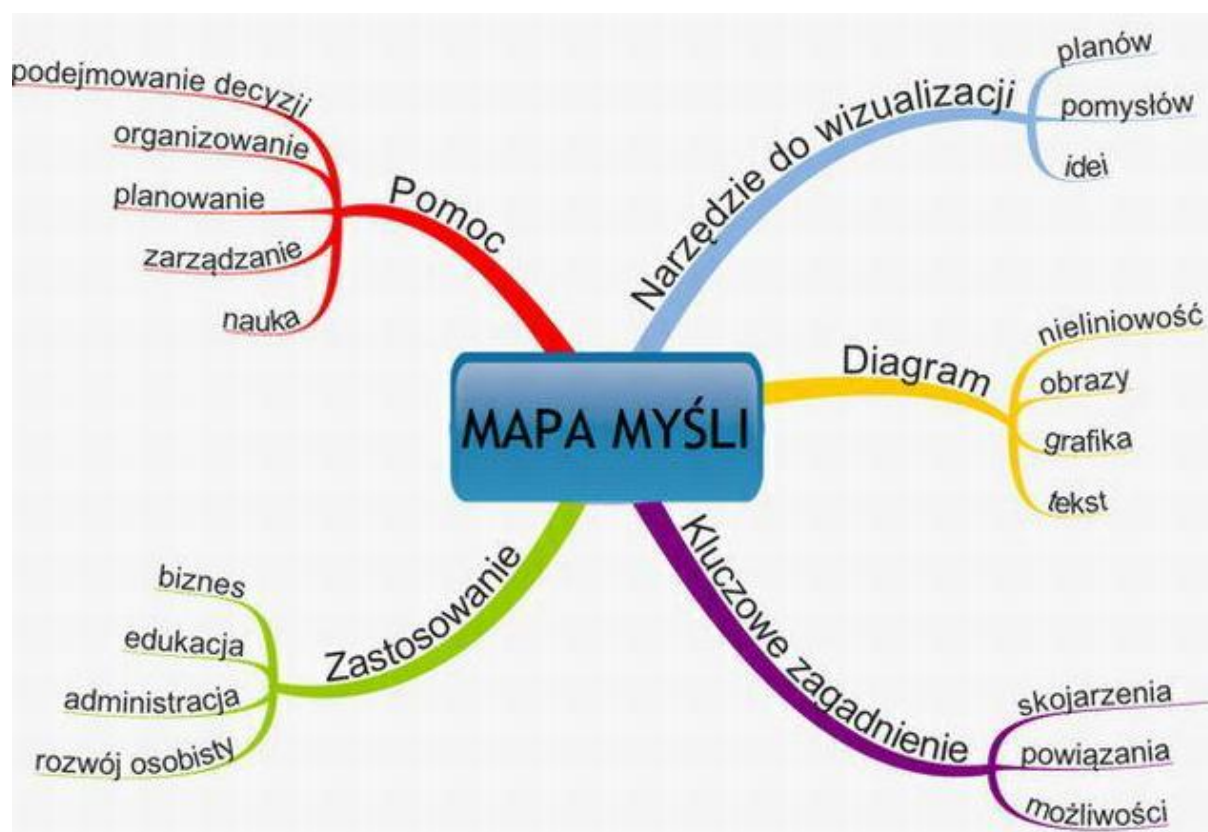 MAPA MYŚLI
Pomoc
podejmowanie decyzji
organizowanie
planowanie
zarządzanie
nauka
Narzędzie do wizualizacji
planów
pomysłów
idei
Diagram
nieliniowość
obrazy
grafika
tekst
Kluczowe zagadnienie
skojarzenia
powiązania
możliwości
Zastosowanie
biznes
edukacja
administracja
rozwój osobisty